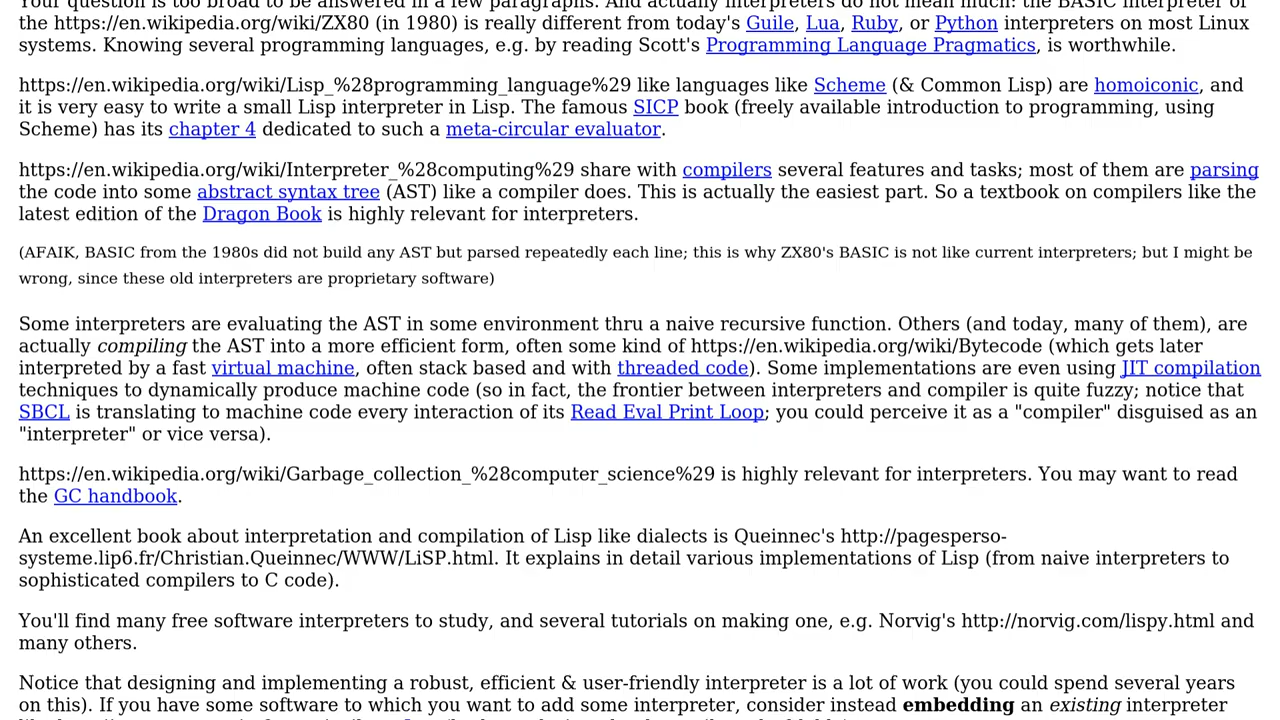 Your question is too broad to be answered in a few paragraphs. And actually interpreters do not mean much: the BASIC interpreter of
the https://en.wikipedia.org/wiki/ZX80 (in 1980) is really different from today's Guile, Lua, Ruby, or Python interpreters on most Linux
systems. Knowing several programming languages, e.g. by reading Scott's Programming Language Pragmatics, is worthwhile.
https://en.wikipedia.org/wiki/Lisp_%28programming_language%29 like languages like Scheme (& Common Lisp) are homoiconic, and
it is very easy to write a small Lisp interpreter in Lisp. The famous SICP book (freely available introduction to programming, using
Scheme) has its chapter 4 dedicated to such a meta-circular evaluator.
https://en.wikipedia.org/wiki/Interpreter_%28computing%29 share with compilers several features and tasks; most of them are parsing
the code into some abstract syntax tree (AST) like a compiler does. This is actually the easiest part. So a textbook on compilers like the
latest edition of the Dragon Book is highly relevant for interpreters.
(AFAIK, BASIC from the 1980s did not build any AST but parsed repeatedly each line; this is why ZX80's BASIC is not like current interpreters; but I might be
wrong, since these old interpreters are proprietary software)
Some interpreters are evaluating the AST in some environment thru a naive recursive function. Others (and today, many of them), are
actually compiling the AST into a more efficient form, often some kind of https://en.wikipedia.org/wiki/Bytecode (which gets later
interpreted by a fast virtual machine, often stack based and with threaded code). Some implementations are even using JIT compilation
techniques to dynamically produce machine code (so in fact, the frontier between interpreters and compiler is quite fuzzy; notice that
SBCL is translating to machine code every interaction of its Read Eval Print Loop; you could perceive it as a "compiler" disguised as an
"interpreter" or vice versa).
https://en.wikipedia.org/wiki/Garbage_collection_%28computer_science%29 is highly relevant for interpreters. You may want to read
the GC handbook.
An excellent book about interpretation and compilation of Lisp like dialects is Queinnec's http://pagesperso-
systeme.lip6.fr/Christian.Queinnec/WWW/LiSP.html. It explains in detail various implementations of Lisp (from naive interpreters to
sophisticated compilers to C code).
You'll find many free software interpreters to study, and several tutorials on making one, e.g. Norvig's http://norvig.com/lispy.html and
many others.
Notice that designing and implementing a robust, efficient & user-friendly interpreter is a lot of work (you could spend several years
on this). If you have some software to which you want to add some interpreter, consider instead embedding an existing interpreter